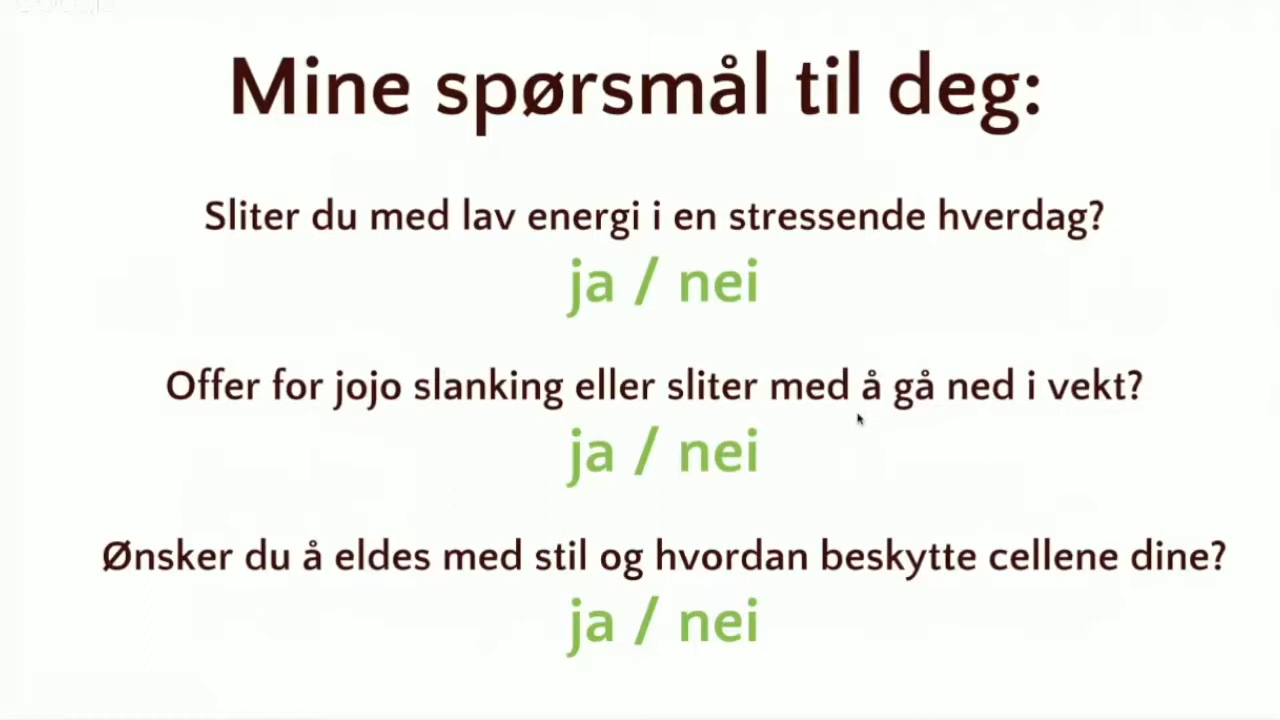 Mine spørsmål til deg:
Sliter du med lav energi i en stressende hverdag?
ja / nei
Offer for jojo slanking eller sliter med å gå ned i vekt?
ja / nei
Ønsker du å eldes med stil og hvordan beskytte cellene dine?
ja / nei